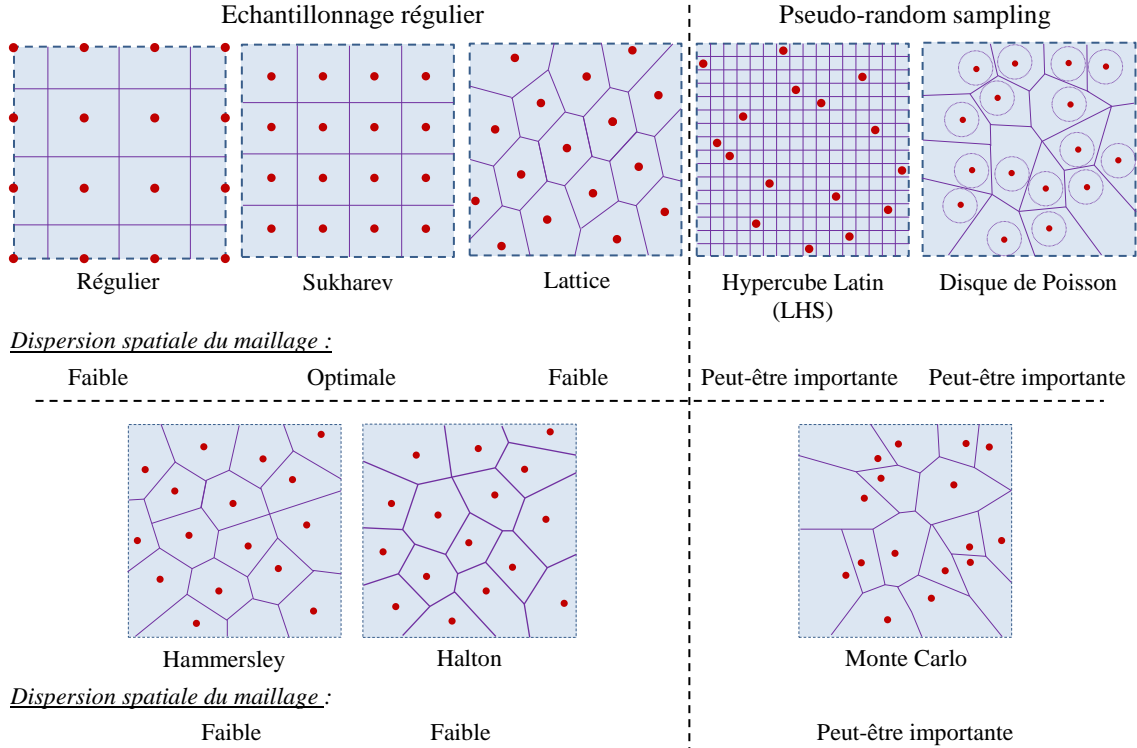 Echantillonnage régulier
Pseudo-random sampling
Régulier
Sukharev
Lattice
Hypercube Latin
(LHS)
Disque de Poisson
Dispersion spatiale du maillage :
Faible
Optimale
Faible
Peut-être importante
Peut-être importante
Hammersley
Halton
Monte Carlo
Dispersion spatiale du maillage :
Faible
Faible
Peut-être importante